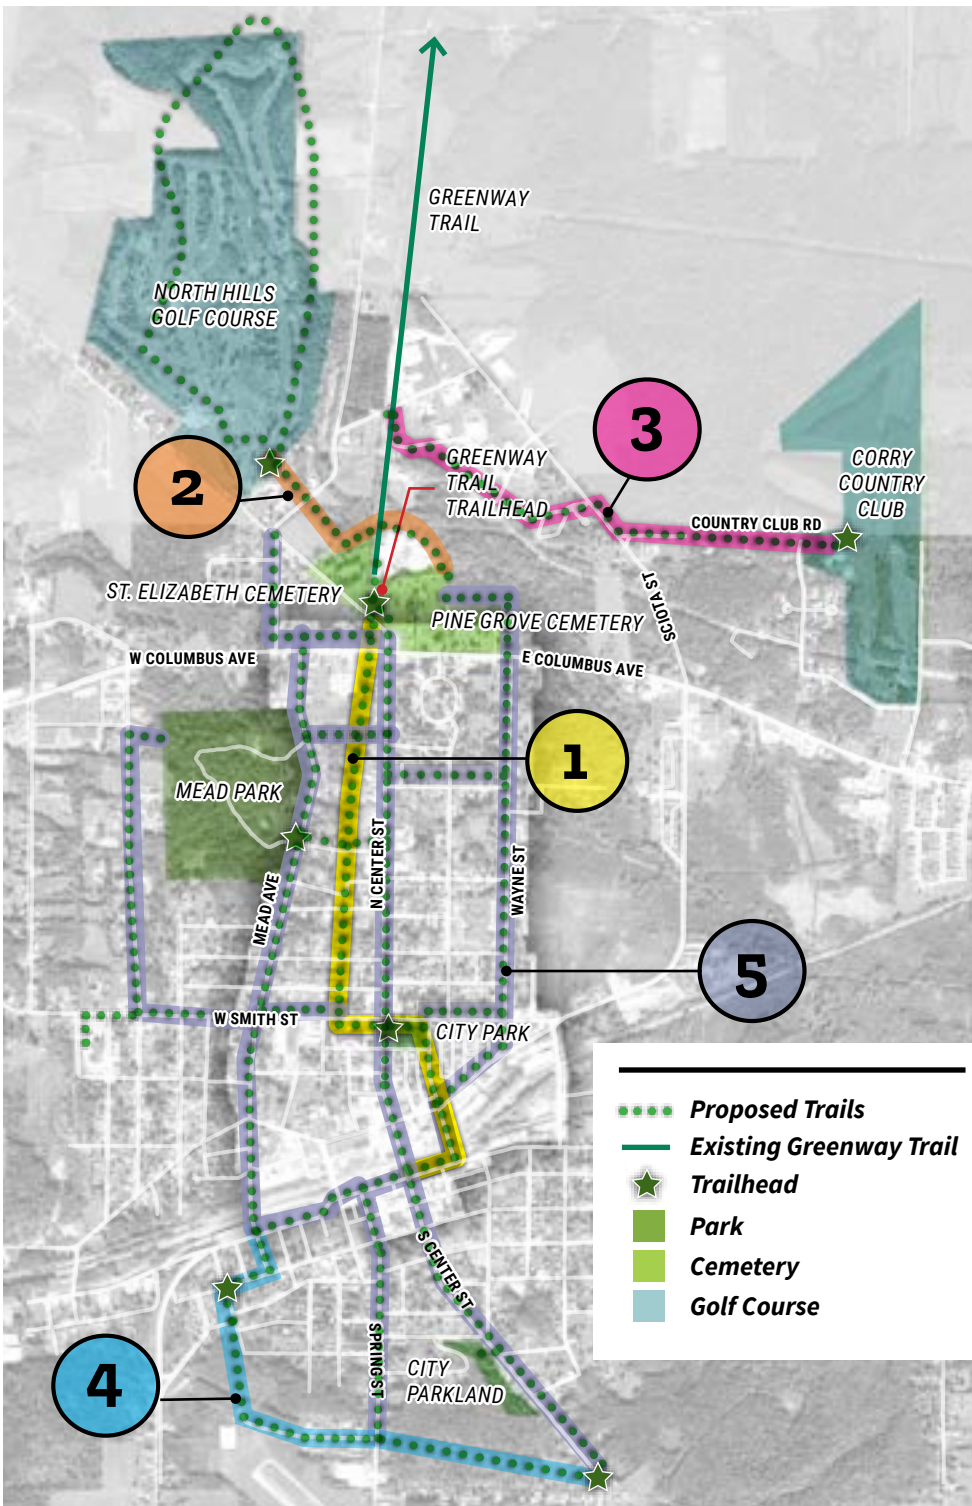 GREENWAY
TRAIL
NORTH HILLS
GOLF COURSE
3
GREENWAY
TRAIL
TRAILHEAD
CORRY
COUNTRY
CLUB
2
COUNTRY CLUB RD
ST. ELIZABETH CEMETERY
PINE GROVE CEMETERY
SCIOTA ST
W COLUMBUS AVE
E COLUMBUS AVE
1
MEAD PARK
N CENTER ST
WAYNE ST
MEAD AVE
5
W SMITH ST
CITY PARK
Proposed Trails
Existing Greenway Trail
Trailhead
Park
Cemetery
Golf Course
S CENTER ST
SPRING ST
CITY
PARKLAND
4